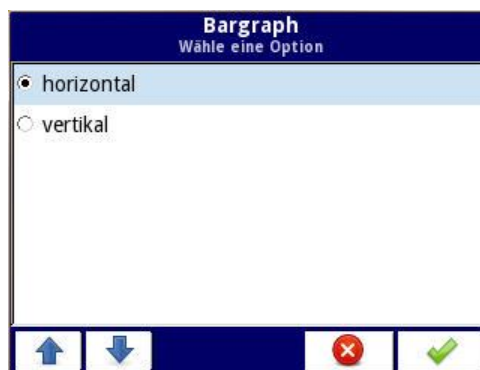 Bargraph
Wähle eine Option
horizontal
vertikal